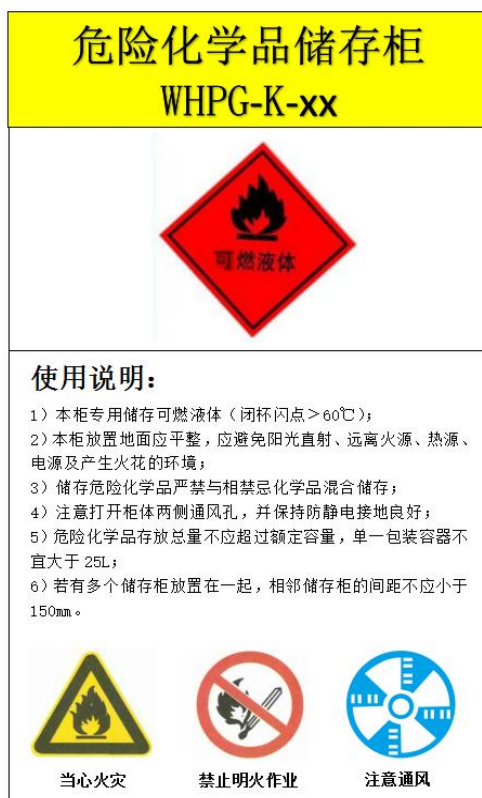 危险化学品储存柜
WHPG-K-xx
可燃液体
使用说明：
1）本柜专用储存可燃液体（闭杯闪点＞60℃）；
2）本柜放置地面应平整，应避免阳光直射、远离火源、热源、
电源及产生火花的环境；
3）储存危险化学品严禁与相禁忌化学品混合储存；
4）注意打开柜体两侧通风孔，并保持防静电接地良好；
5）危险化学品存放总量不应超过额定容量，单一包装容器不
宜大于 25L；
6）若有多个储存柜放置在一起，相邻储存柜的间距不应小于
150mm。
当心火灾
禁止明火作业
注意通风